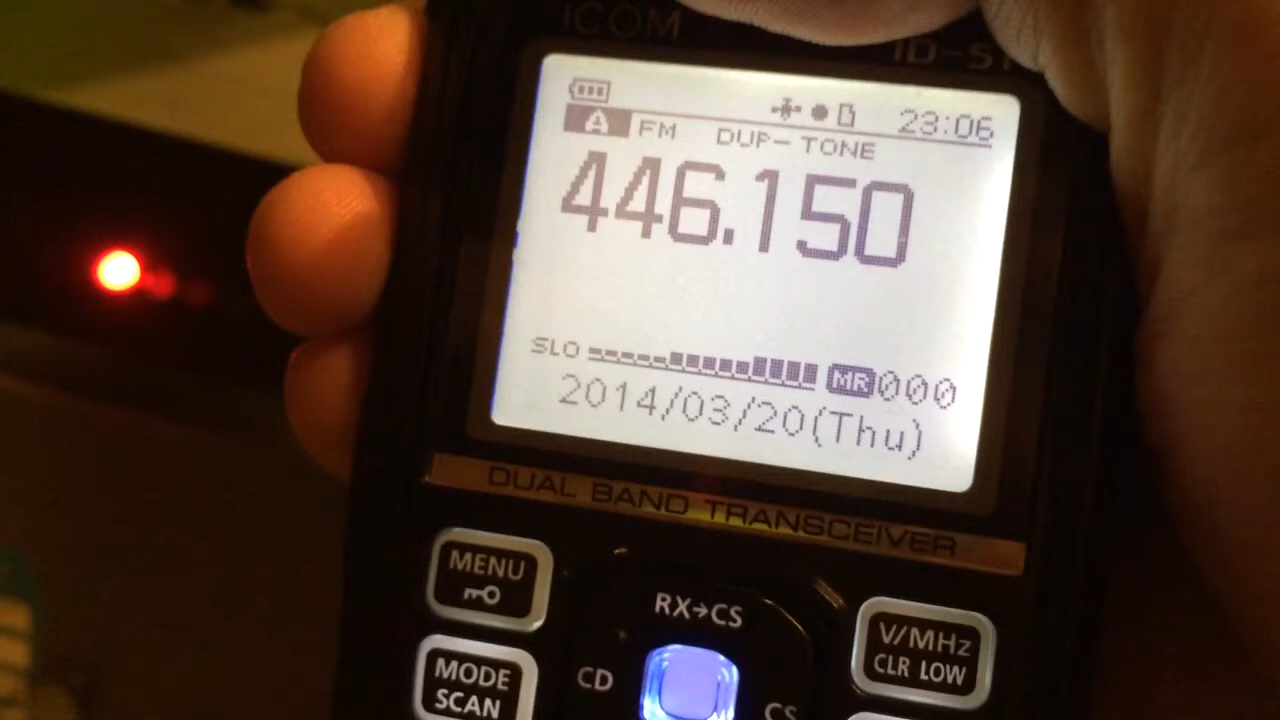 ICOM
ID-51
23:06
A FM DUP- TONE
446.150
SLO MR 000
2014/03/20(Thu)
DUAL BAND TRANSCEIVER
MENU
RX→CS
V/MHz
CLR LOW
MODE
SCAN
CD
CS